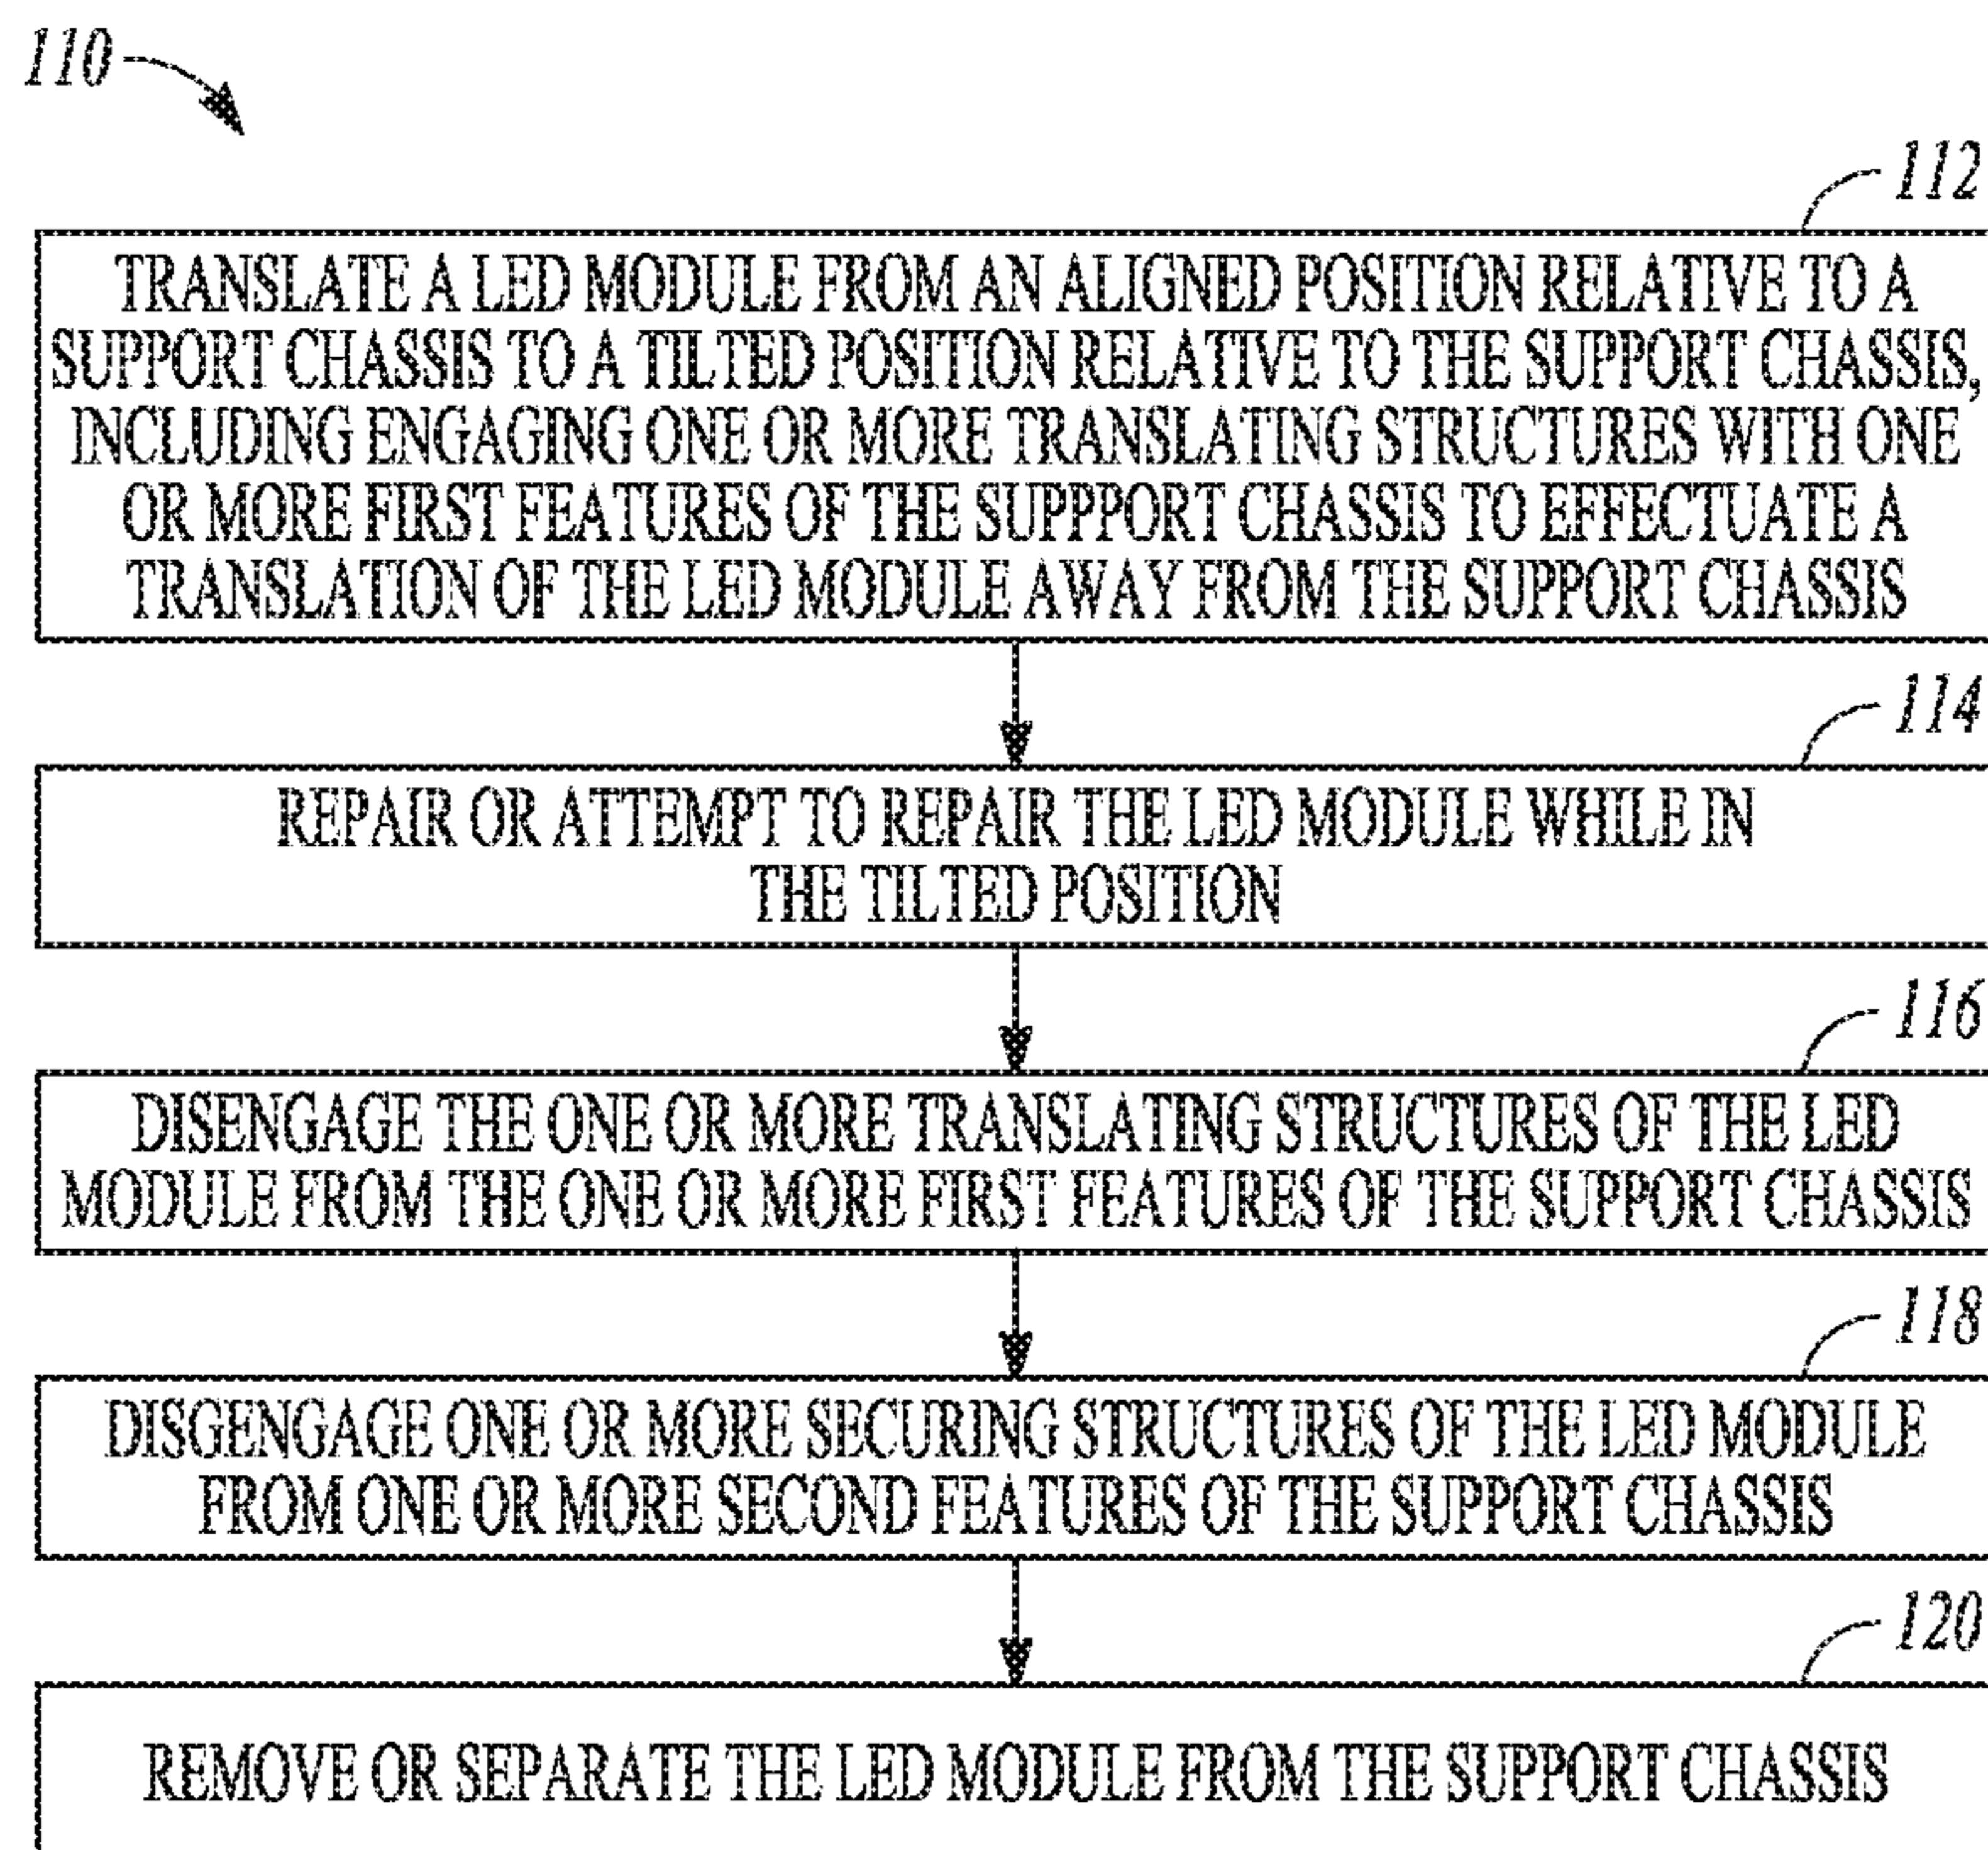 110
112
TRANSLATE A LED MODULE FROM AN ALIGNED POSITION RELATIVE TO A
SUPPORT CHASSIS TO A TILTED POSITION RELATIVE TO THE SUPPORT CHASSIS,
INCLUDING ENGAGING ONE OR MORE TRANSLATING STRUCTURES WITH ONE
OR MORE FIRST FEATURES OF THE SUPPPORT CHASSIS TO EFFECTUATE A
TRANSLATION OF THE LED MODULE AWAY FROM THE SUPPORT CHASSIS
114
REPAIR OR ATTEMPT TO REPAIR THE LED MODULE WHILE IN
THE TILTED POSITION
116
DISENGAGE THE ONE OR MORE TRANSLATING STRUCTURES OF THE LED
MODULE FROM THE ONE OR MORE FIRST FEATURES OF THE SUPPORT CHASSIS
118
DISGENGAGE ONE OR MORE SECURING STRUCTURES OF THE LED MODULE
FROM ONE OR MORE SECOND FEATURES OF THE SUPPORT CHASSIS
120
REMOVE OR SEPARATE THE LED MODULE FROM THE SUPPORT CHASSIS